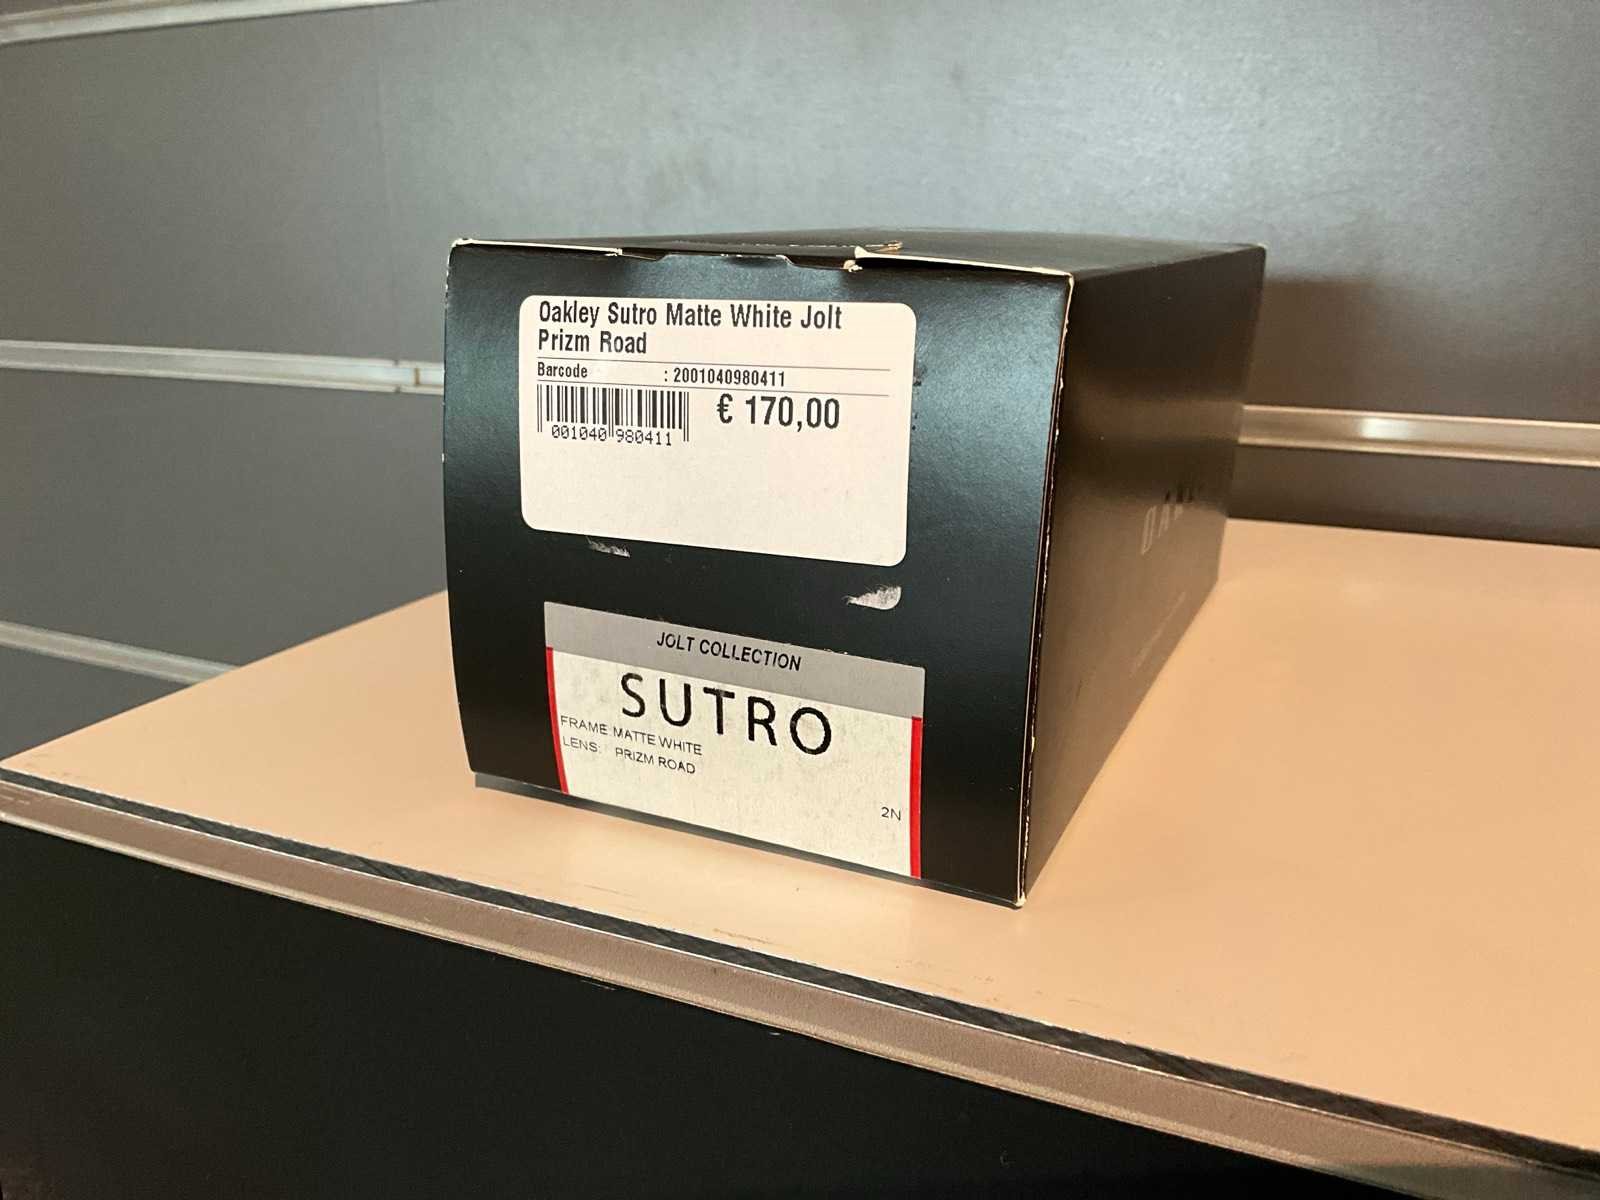 Oakley Sutro Matte White Jolt
Prizm Road
Barcode : 2001040980411
€ 170,00
001040 980411
JOLT COLLECTION
SUTRO
FRAME: MATTE WHITE
LENS: PRIZM ROAD
2N